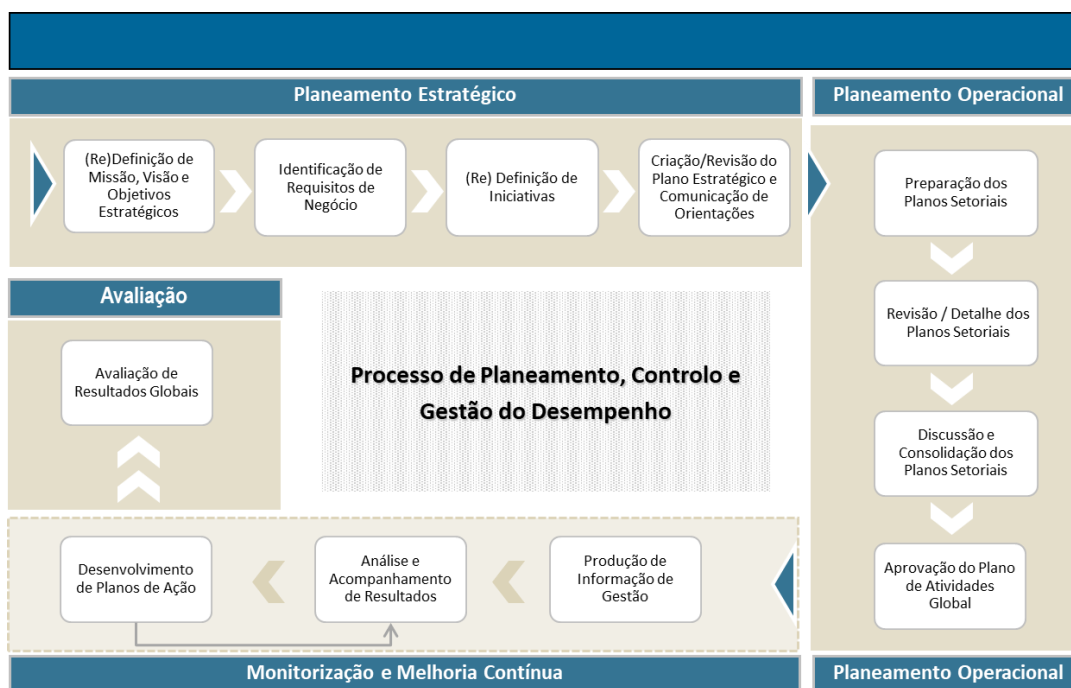 Planeamento Estratégico
Planeamento Operacional
(Re)Definição de
Missão, Visão e
Objetivos
Estratégicos
Identificação de
Requisitos de
Negócio
(Re) Definição de
Iniciativas
Criação/Revisão do
Plano Estratégico e
Comunicação de
Orientações
Preparação dos
Planos Setoriais
Revisão / Detalhe dos
Planos Setoriais
Discussão e
Consolidação dos
Planos Setoriais
Aprovação do Plano
de Atividades
Global
Avaliação
Avaliação de
Resultados Globais
Processo de Planeamento, Controlo e
Gestão do Desempenho
Desenvolvimento
de Planos de Ação
Análise e
Acompanhamento
de Resultados
Produção de
Informação de
Gestão
Monitorização e Melhoria Contínua
Planeamento Operacional